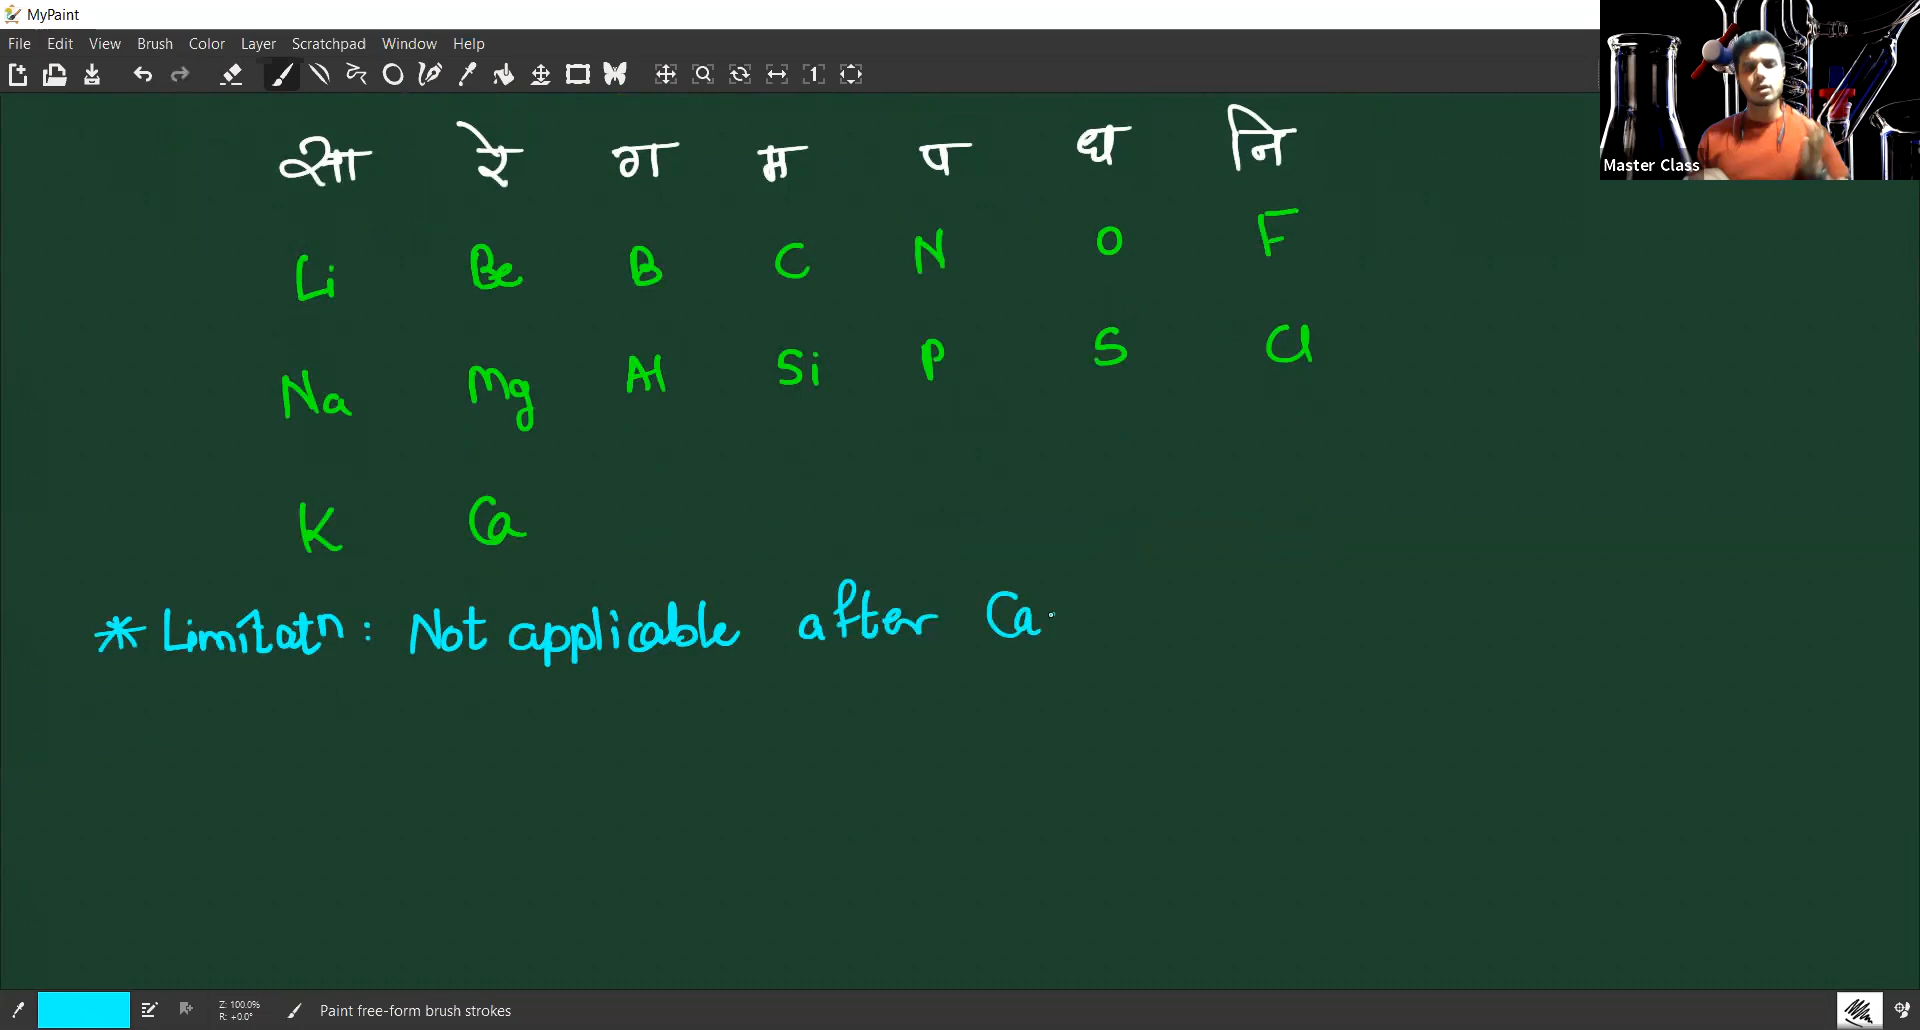 MyPaint
File Edit View Brush Color Layer Scratchpad Window Help
Master Class
सा रे ग म प ध नि
Li Be B C N O F
Na Mg Al Si P S Cl
K Ca
* Limitatn : Not applicable after Ca.
Z: 100.0%
R: +0.0°
Paint free-form brush strokes